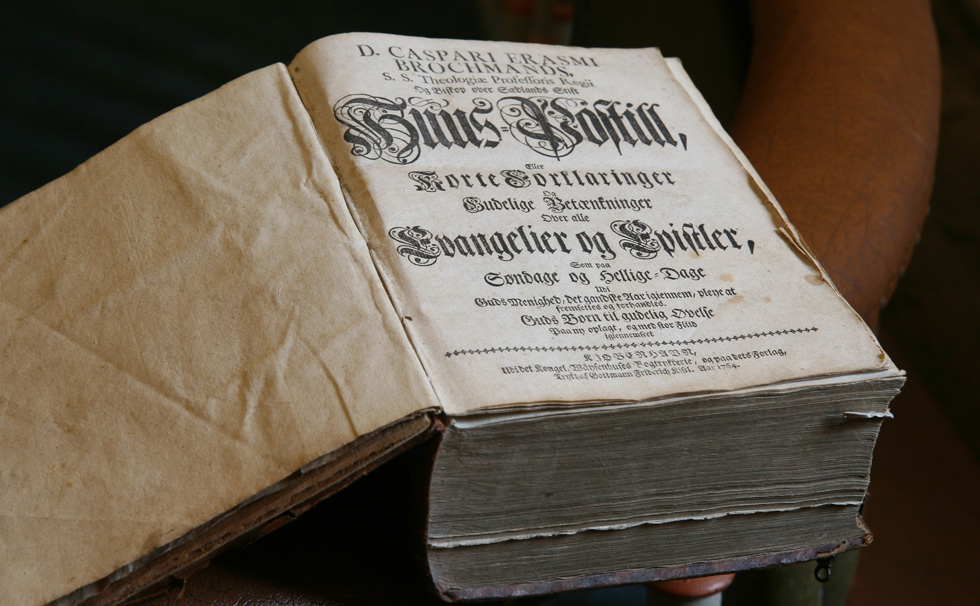 D. CASPARI ERASMI
BROCHMANDS,
S. S. Theologiæ Professoris Regii
Og Biskop over Sædlands Stift
Huus-Postill,
Eller
Korte Forklaringer
Og
Gudelige Betænkninger
Over alle
Evangelier og Epistler,
Som paa
Søndage og Hellige-Dage
Udi
Guds Menighed, det gandske Aar igiennem, pleye at
fremsettes og forhandles.
Guds Børn til gudelig Øvelse
Paa ny oplagt, og med stor Fliid
igiennemseet
KIØBENHAVN,
Udi det Kongel. Wäysenhuses Bogtrykkerie, og paa dets Forlag,
Trykt af Gottmann Friderich Kisel. Aar 1764.